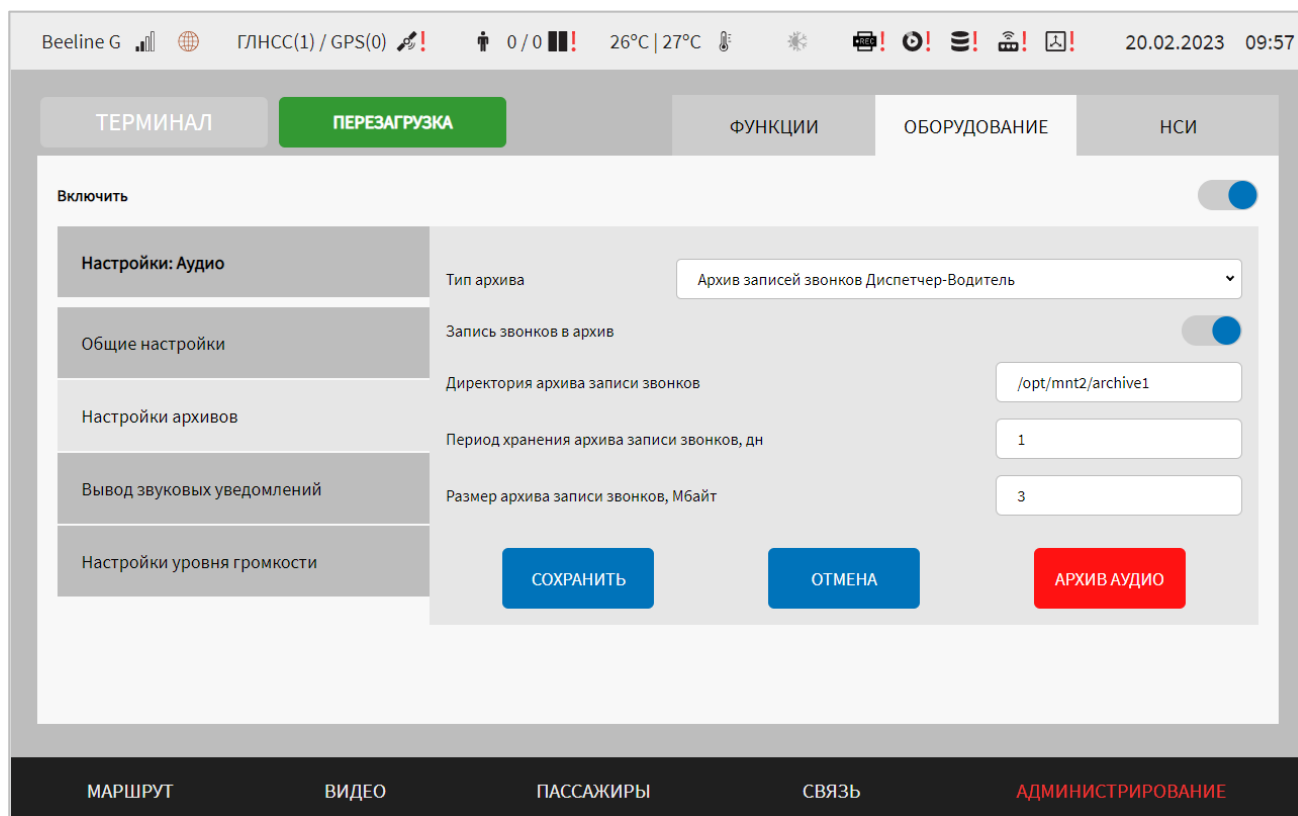 Beeline G ГЛНСС(1) / GPS(0) ! 0 / 0 ! 26°C | 27°C REC ! ! ! ! ! 20.02.2023 09:57
ТЕРМИНАЛ ПЕРЕЗАГРУЗКА ФУНКЦИИ ОБОРУДОВАНИЕ НСИ
Включить
Настройки: Аудио
Общие настройки
Настройки архивов
Вывод звуковых уведомлений
Настройки уровня громкости
Тип архива Архив записей звонков Диспетчер-Водитель
Запись звонков в архив
Директория архива записи звонков /opt/mnt2/archive1
Период хранения архива записи звонков, дн 1
Размер архива записи звонков, Мбайт 3
СОХРАНИТЬ ОТМЕНА АРХИВ АУДИО
МАРШРУТ ВИДЕО ПАССАЖИРЫ СВЯЗЬ АДМИНИСТРИРОВАНИЕ